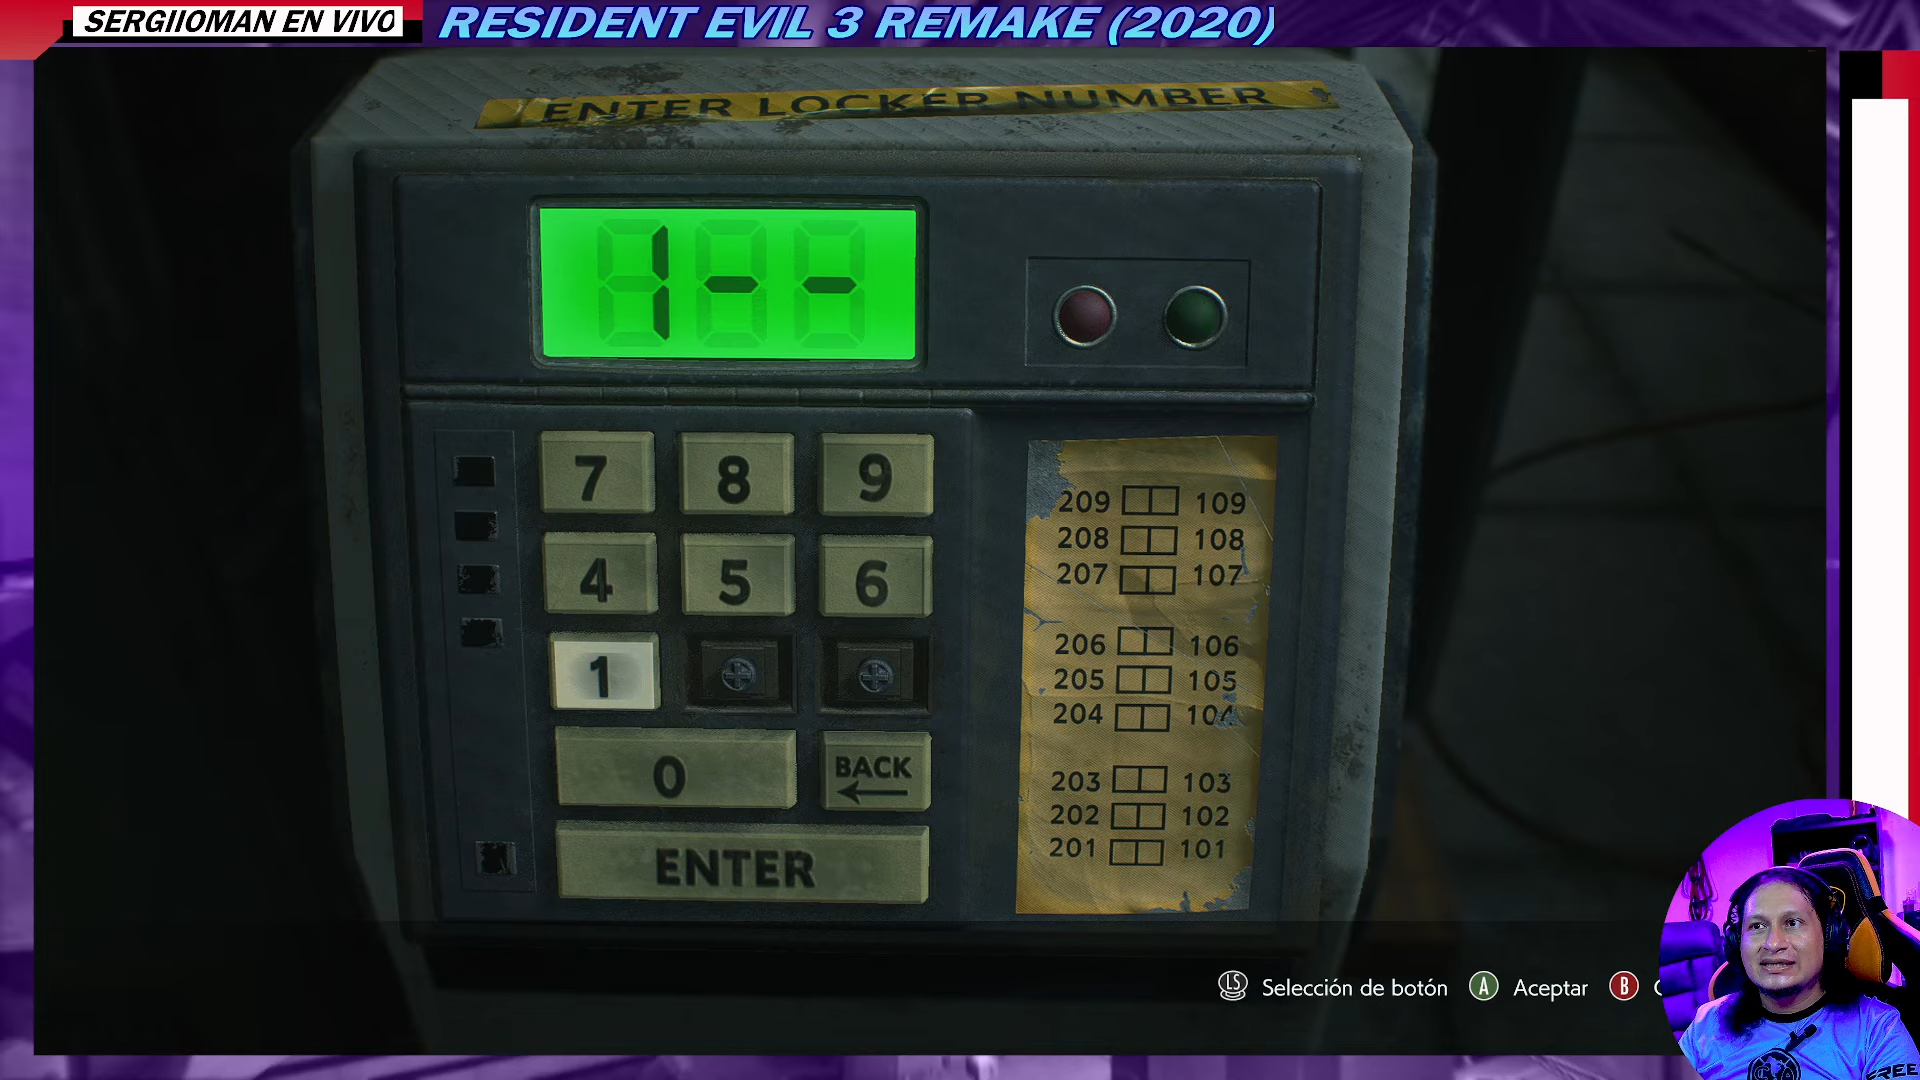 SERGIIOMAN EN VIVO
RESIDENT EVIL 3 REMAKE (2020)
ENTER LOCKER NUMBER
1--
7 8 9
4 5 6
1
0 BACK
ENTER
209 109
208 108
207 107
206 106
205 105
204 104
203 103
202 102
201 101
LS Selección de botón A Aceptar B